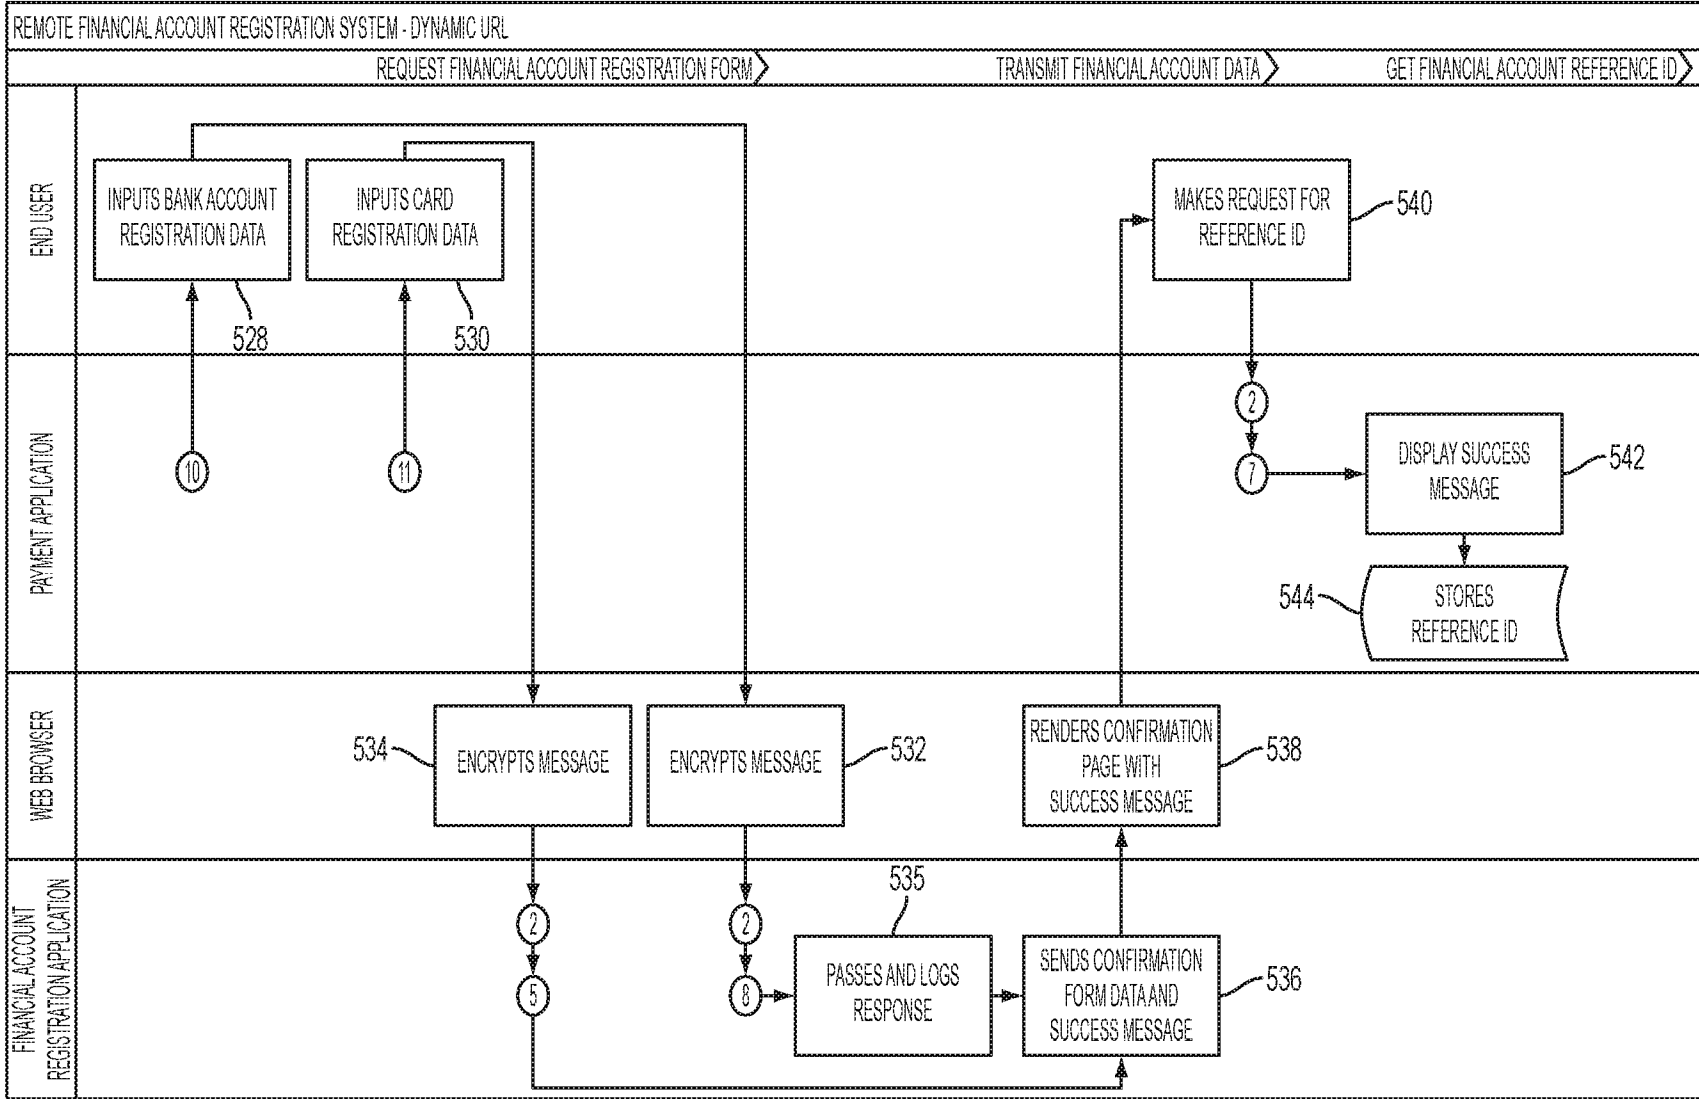 REMOTE FINANCIAL ACCOUNT REGISTRATION SYSTEM - DYNAMIC URL
REQUEST FINANCIAL ACCOUNT REGISTRATION FORM
TRANSMIT FINANCIAL ACCOUNT DATA
GET FINANCIAL ACCOUNT REFERENCE ID
END USER
INPUTS BANK ACCOUNT
REGISTRATION DATA
528
INPUTS CARD
REGISTRATION DATA
530
MAKES REQUEST FOR
REFERENCE ID
540
PAYMENT APPLICATION
10
11
2
7
DISPLAY SUCCESS
MESSAGE
542
STORES
REFERENCE ID
544
WEB BROWSER
534
ENCRYPTS MESSAGE
ENCRYPTS MESSAGE
532
RENDERS CONFIRMATION
PAGE WITH
SUCCESS MESSAGE
538
FINANCIAL ACCOUNT
REGISTRATION APPLICATION
2
5
2
8
535
PASSES AND LOGS
RESPONSE
SENDS CONFIRMATION
FORM DATA AND
SUCCESS MESSAGE
536